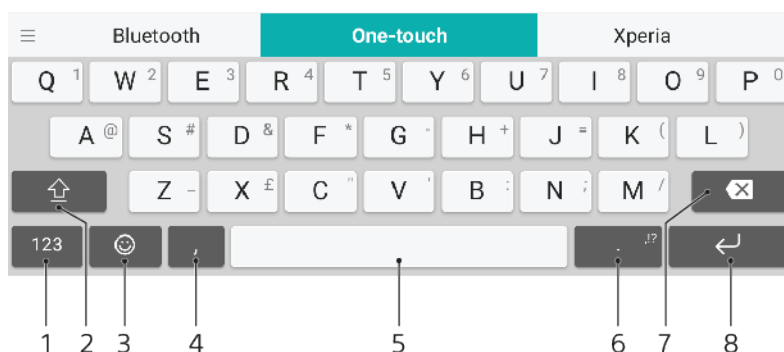 Bluetooth One-touch Xperia
Q 1 W 2 E 3 R 4 T 5 Y 6 U 7 I 8 O 9 P 0
A @ S # D & F * G - H + J = K ( L )
Z _ X £ C " V ' B : N ; M /
123 , . ,!?
1 2 3 4 5 6 7 8